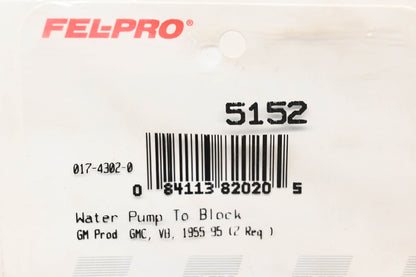 FEL-PRO®
5152
017-4302-0
0 84113 82020 5
Water Pump To Block
GM Prod GMC, V8, 1955 95 (2 Req )